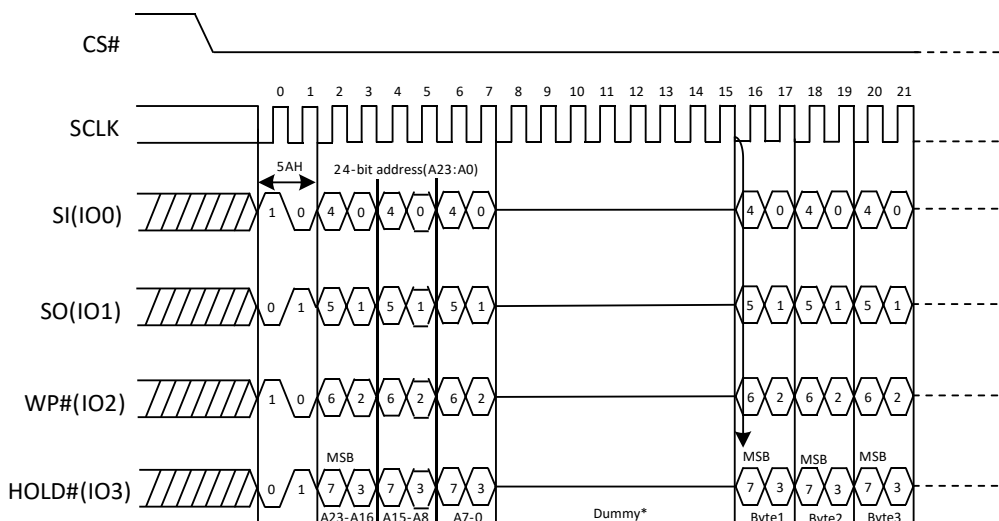 CS#
0 1 2 3 4 5 6 7 8 9 10 11 12 13 14 15 16 17 18 19 20 21
SCLK
5AH 24-bit address(A23:A0)
SI(IO0) 1 0 4 0 4 0 4 0 4 0 4 0 4 0
SO(IO1) 0 1 5 1 5 1 5 1 5 1 5 1 5 1
WP#(IO2) 1 0 6 2 6 2 6 2 6 2 6 2 6 2
MSB MSB MSB MSB
HOLD#(IO3) 0 1 7 3 7 3 7 3 7 3 7 3 7 3
A23-A16 A15-A8 A7-0 Dummy* Byte1 Byte2 Byte3